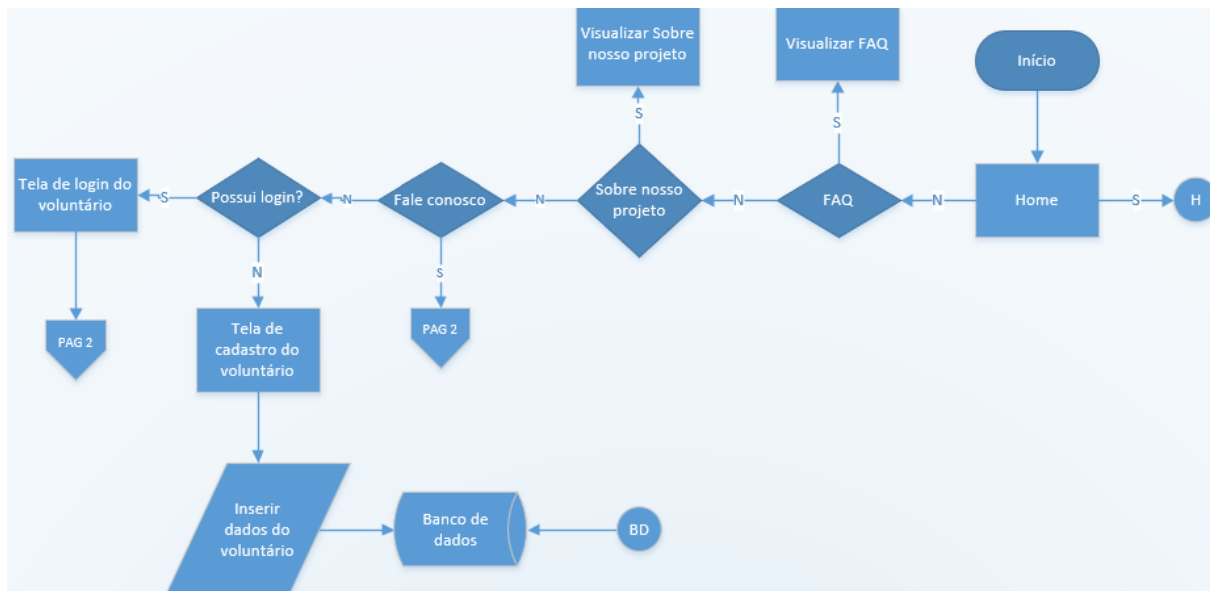 Visualizar Sobre
nosso projeto
Visualizar FAQ
Início
S
S
Tela de login do
voluntário
S
Possui login?
N
Fale conosco
N
Sobre nosso
projeto
N
FAQ
N
Home
S
H
N
S
PAG 2
Tela de
cadastro do
voluntário
PAG 2
Inserir
dados do
voluntário
Banco de
dados
BD